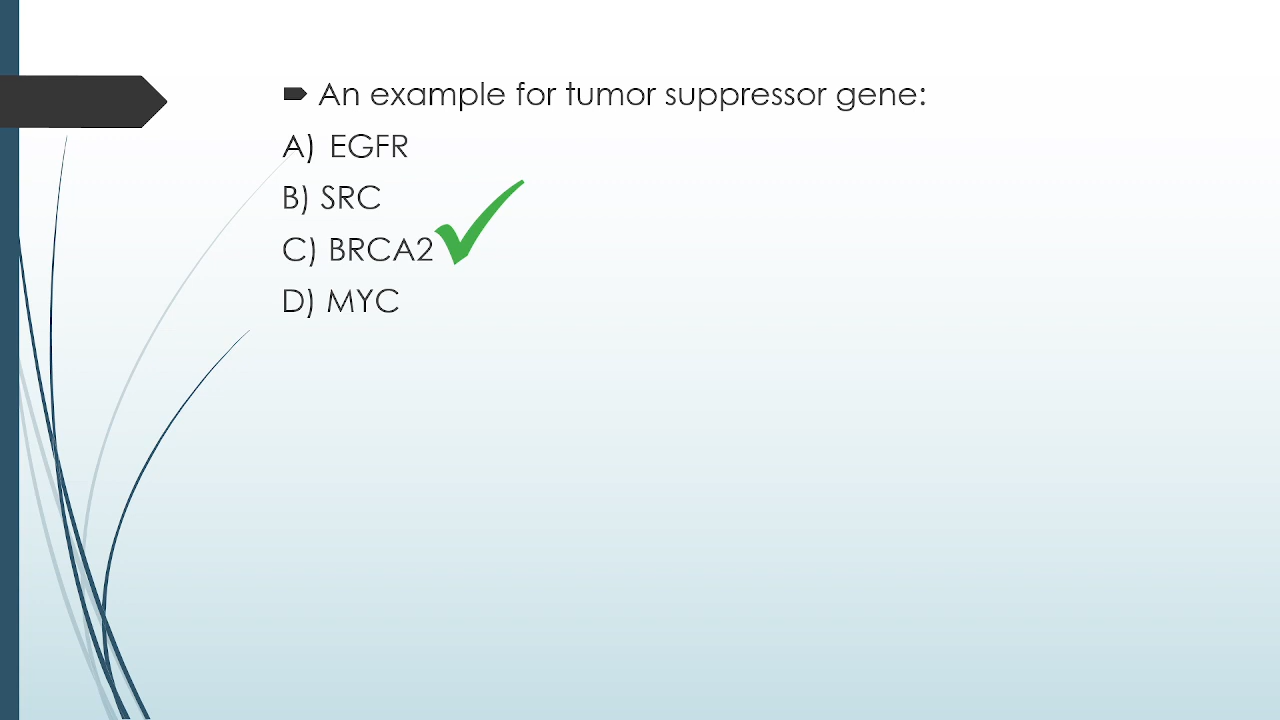 An example for tumor suppressor gene:
A) EGFR
B) SRC
C) BRCA2
D) MYC